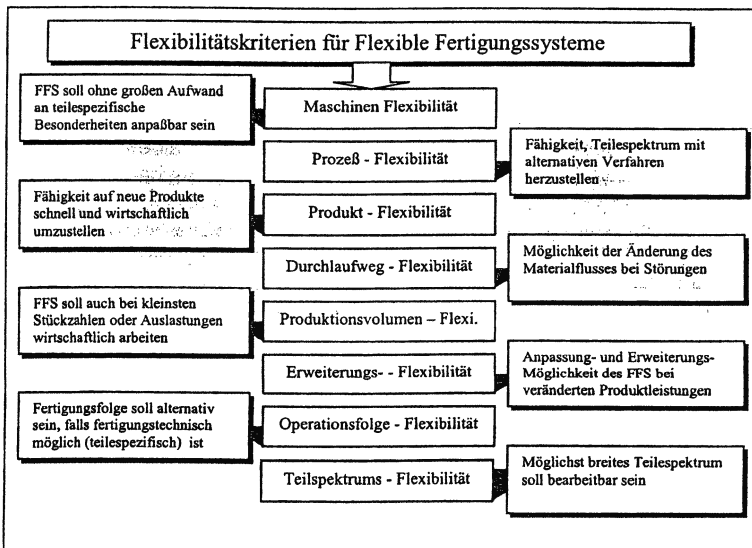 Flexibilitätskriterien für Flexible Fertigungssysteme
FFS soll ohne großen Aufwand
an teilespezifische
Besonderheiten anpaßbar sein
Maschinen Flexibilität
Prozeß - Flexibilität
Fähigkeit, Teilespektrum mit
alternativen Verfahren
herzustellen
Fähigkeit auf neue Produkte
schnell und wirtschaftlich
umzustellen
Produkt - Flexibilität
Durchlaufweg - Flexibilität
Möglichkeit der Änderung des
Materialflusses bei Störungen
FFS soll auch bei kleinsten
Stückzahlen oder Auslastungen
wirtschaftlich arbeiten
Produktionsvolumen – Flexi.
Erweiterungs- - Flexibilität
Anpassung- und Erweiterungs-
Möglichkeit des FFS bei
veränderten Produktleistungen
Fertigungsfolge soll alternativ
sein, falls fertigungstechnisch
möglich (teilespezifisch) ist
Operationsfolge - Flexibilität
Teilspektrums - Flexibilität
Möglichst breites Teilespektrum
soll bearbeitbar sein